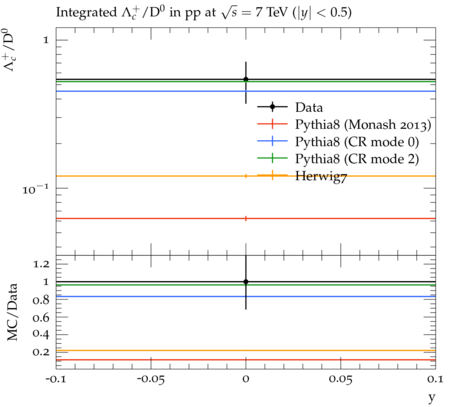 Integrated Λc+/D0 in pp at √s = 7 TeV (|y| < 0.5)
Λc+/D0
1
10−1
Data
Pythia8 (Monash 2013)
Pythia8 (CR mode 0)
Pythia8 (CR mode 2)
Herwig7
MC/Data
1.2
1
0.8
0.6
0.4
0.2
-0.1
-0.05
0
0.05
0.1
y